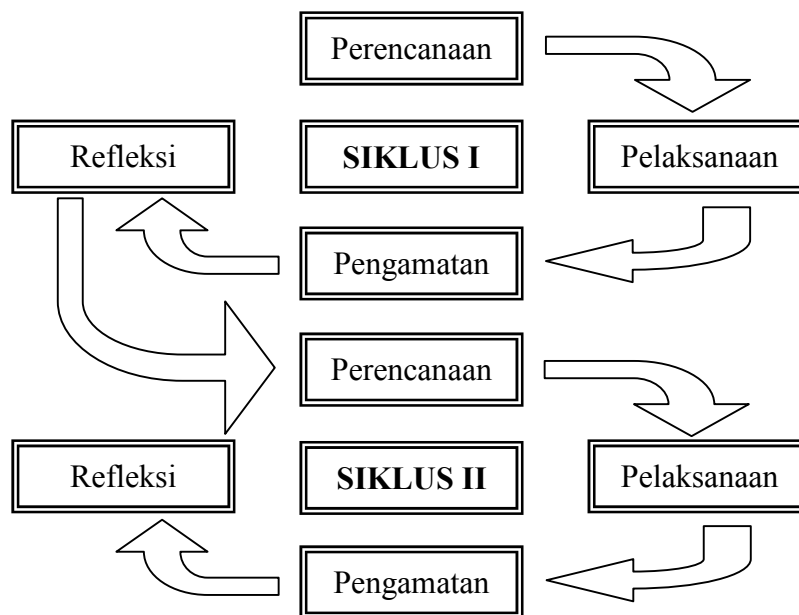 Perencanaan
Refleksi
SIKLUS I
Pelaksanaan
Pengamatan
Perencanaan
Refleksi
SIKLUS II
Pelaksanaan
Pengamatan